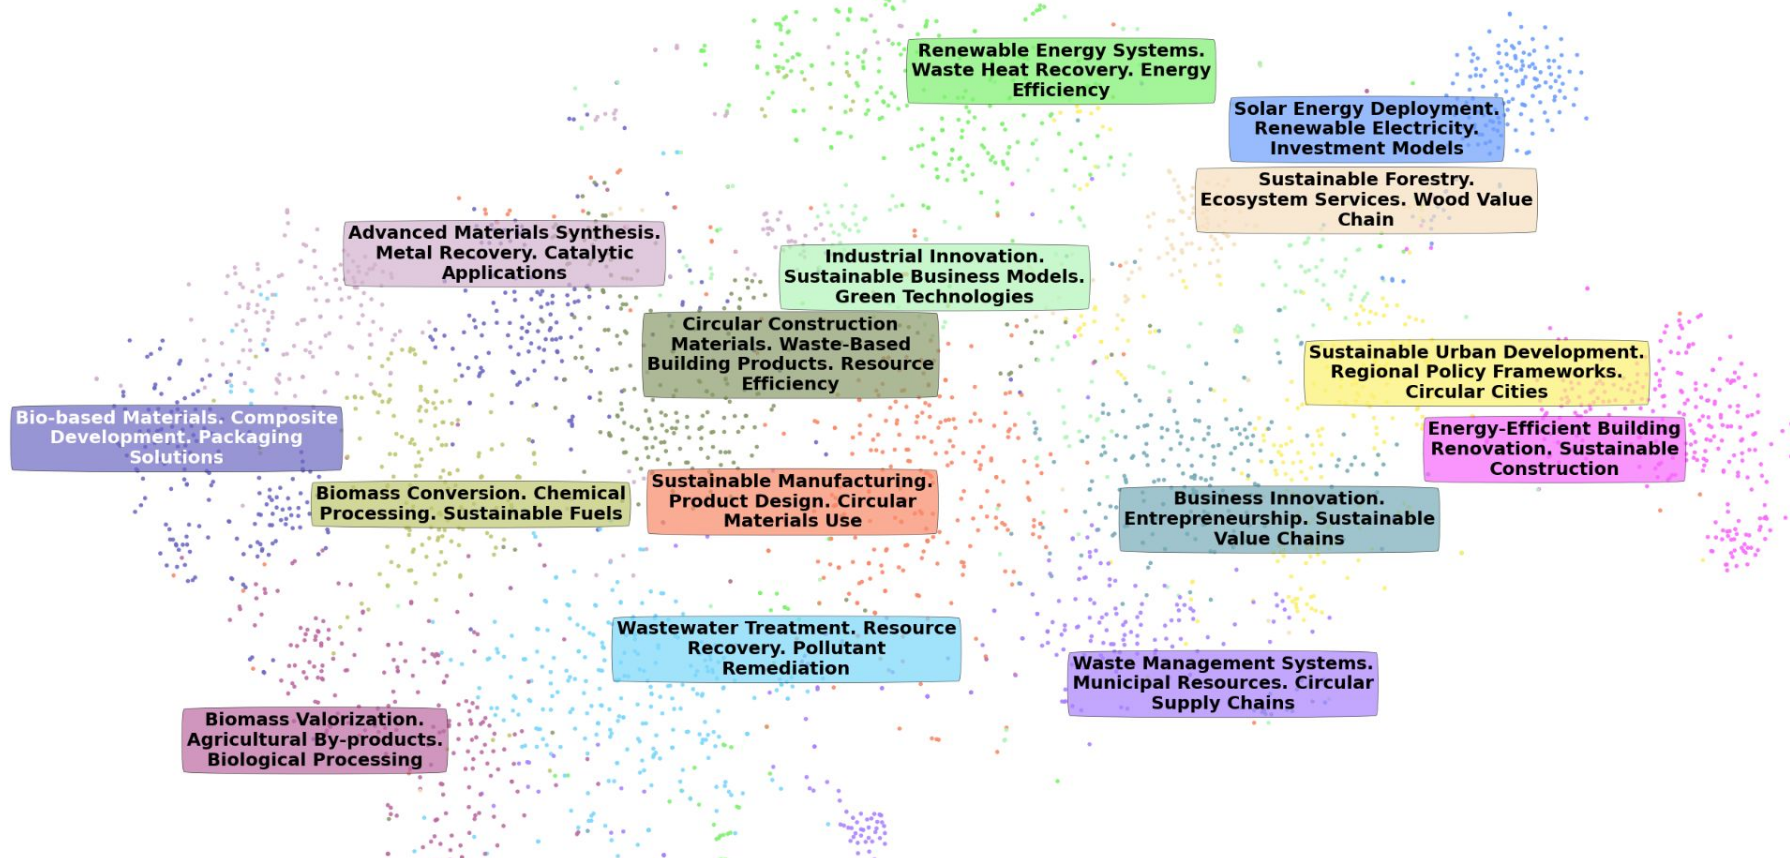 Renewable Energy Systems.
Waste Heat Recovery. Energy
Efficiency
Solar Energy Deployment.
Renewable Electricity.
Investment Models
Sustainable Forestry.
Ecosystem Services. Wood Value
Chain
Advanced Materials Synthesis.
Metal Recovery. Catalytic
Applications
Industrial Innovation.
Sustainable Business Models.
Green Technologies
Circular Construction
Materials. Waste-Based
Building Products. Resource
Efficiency
Sustainable Urban Development.
Regional Policy Frameworks.
Circular Cities
Bio-based Materials. Composite
Development. Packaging
Solutions
Energy-Efficient Building
Renovation. Sustainable
Construction
Biomass Conversion. Chemical
Processing. Sustainable Fuels
Sustainable Manufacturing.
Product Design. Circular
Materials Use
Business Innovation.
Entrepreneurship. Sustainable
Value Chains
Wastewater Treatment. Resource
Recovery. Pollutant
Remediation
Waste Management Systems.
Municipal Resources. Circular
Supply Chains
Biomass Valorization.
Agricultural By-products.
Biological Processing